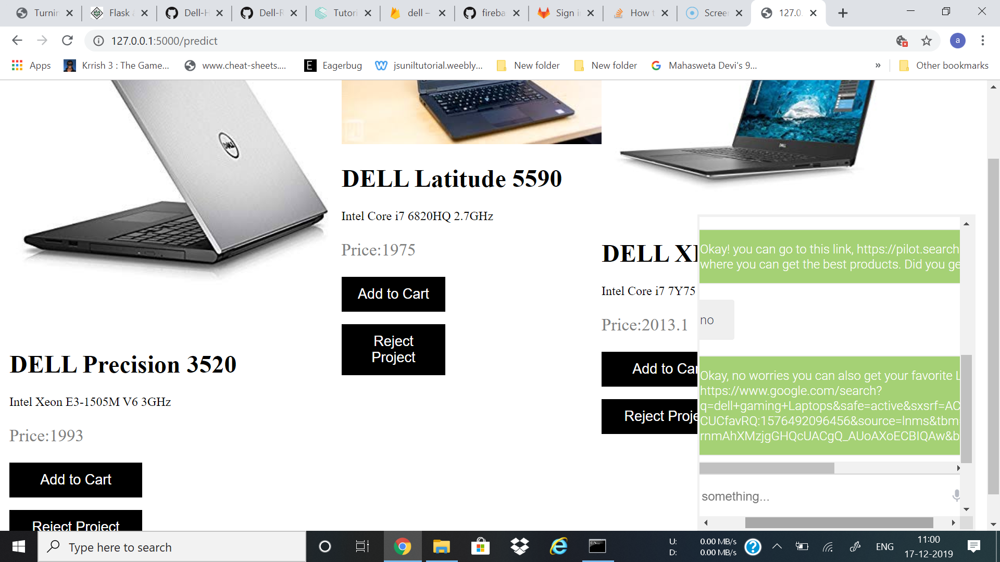 Turnin
Flask a
Dell-H
Dell-R
Tutori
dell –
fireba
Sign i
How t
Scree
127.0.
127.0.0.1:5000/predict
a
Apps
Krrish 3 : The Game...
www.cheat-sheets....
E
Eagerbug
jsuniltutorial.weebly...
New folder
New folder
Mahasweta Devi's 9...
»
Other bookmarks
DELL
DELL
DELL Precision 3520
Intel Xeon E3-1505M V6 3GHz
Price:1993
Add to Cart
Reject Project
DELL Latitude 5590
Intel Core i7 6820HQ 2.7GHz
Price:1975
Add to Cart
Reject
Project
DELL XI
Intel Core i7 7Y75
Price:2013.1
Add to Car
Reject Proje
Okay! you can go to this link, https://pilot.search
where you can get the best products. Did you ge
no
Okay, no worries you can also get your favorite L
https://www.google.com/search?
q=dell+gaming+Laptops&safe=active&sxsrf=AC
CUCfavRQ:1576492096456&source=lnms&tbm
rnmAhXMzjgGHQcUACgQ_AUoAXoECBIQAw&b
something...
Type here to search
U: 0.00 MB/s
D: 0.00 MB/s
ENG
11:00
17-12-2019